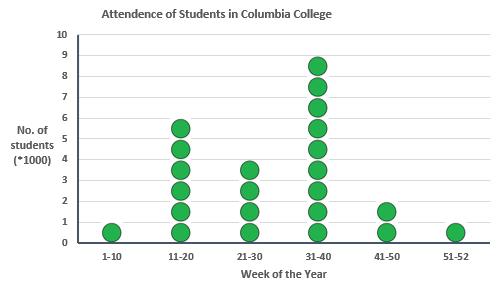 Attendence of Students in Columbia College
10
9
8
7
6
5
4
3
2
1
0
No. of
students
(*1000)
1-10 11-20 21-30 31-40 41-50 51-52
Week of the Year